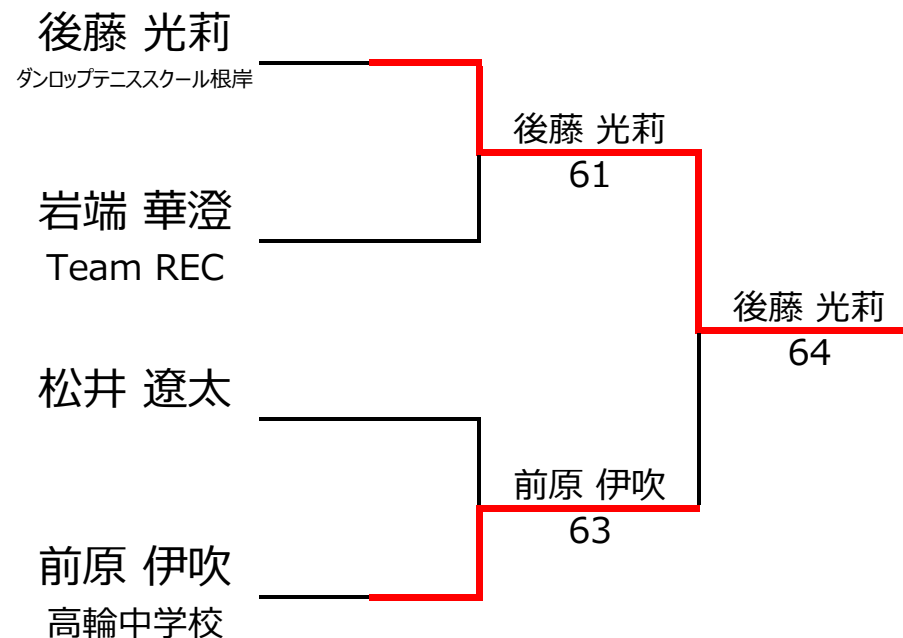 後藤 光莉
ダンロップテニススクール根岸
後藤 光莉
61
岩端 華澄
Team REC
後藤 光莉
64
松井 遼太
前原 伊吹
63
前原 伊吹
高輪中学校